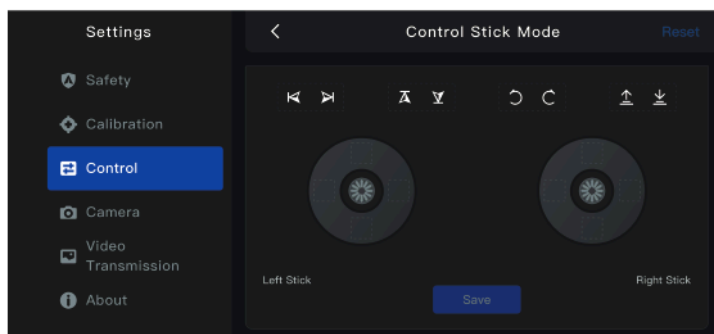 Settings
Control Stick Mode
Reset
Safety
Calibration
Control
Camera
Video
Transmission
About
Left Stick
Right Stick
Save